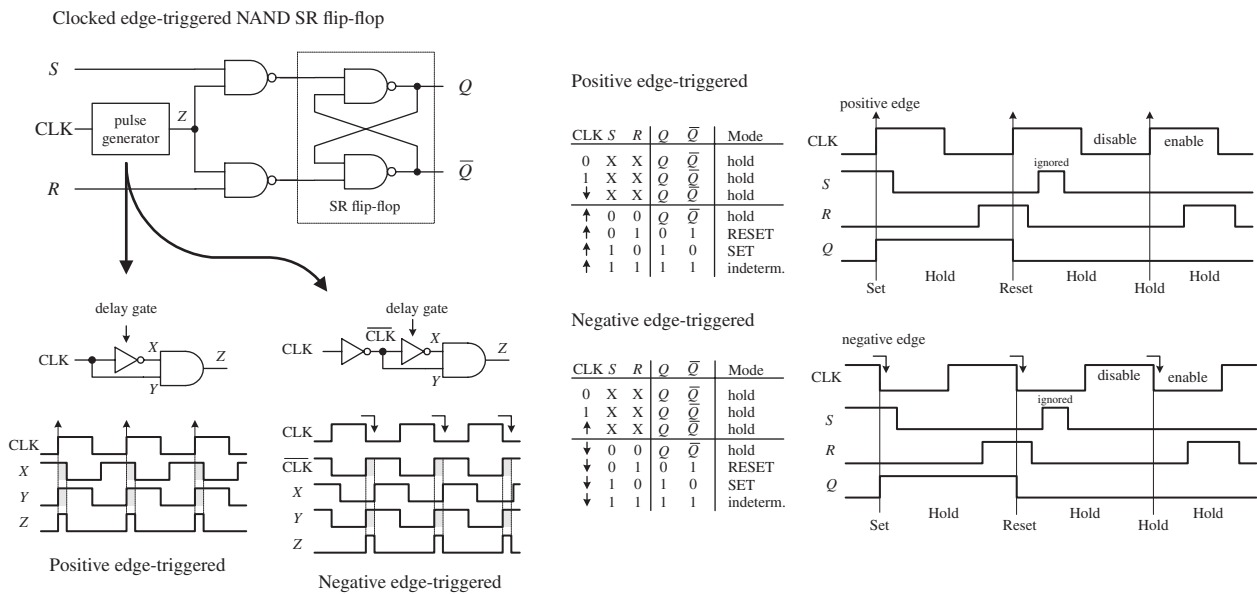 Clocked edge-triggered NAND SR flip-flop
S
CLK
pulse
generator
Z
R
Q
Q̅
SR flip-flop
delay gate
CLK
X
Y
Z
delay gate
CLK
C̅L̅K̅
X
Y
Z
CLK
X
Y
Z
Positive edge-triggered
CLK
C̅L̅K̅
X
Y
Z
Negative edge-triggered
Positive edge-triggered
CLK S R Q Q̅ Mode
0 X X Q Q̅ hold
1 X X Q Q̅ hold
↓ X X Q Q̅ hold
↑ 0 0 Q Q̅ hold
↑ 0 1 0 1 RESET
↑ 1 0 1 0 SET
↑ 1 1 1 1 indeterm.
positive edge
CLK
disable
enable
S
ignored
R
Q
Hold
Hold
Hold
Set
Reset
Hold
Negative edge-triggered
CLK S R Q Q̅ Mode
0 X X Q Q̅ hold
1 X X Q Q̅ hold
↑ X X Q Q̅ hold
↓ 0 0 Q Q̅ hold
↓ 0 1 0 1 RESET
↓ 1 0 1 0 SET
↓ 1 1 1 1 indeterm.
negative edge
CLK
disable
enable
S
ignored
R
Q
Hold
Hold
Hold
Set
Reset
Hold